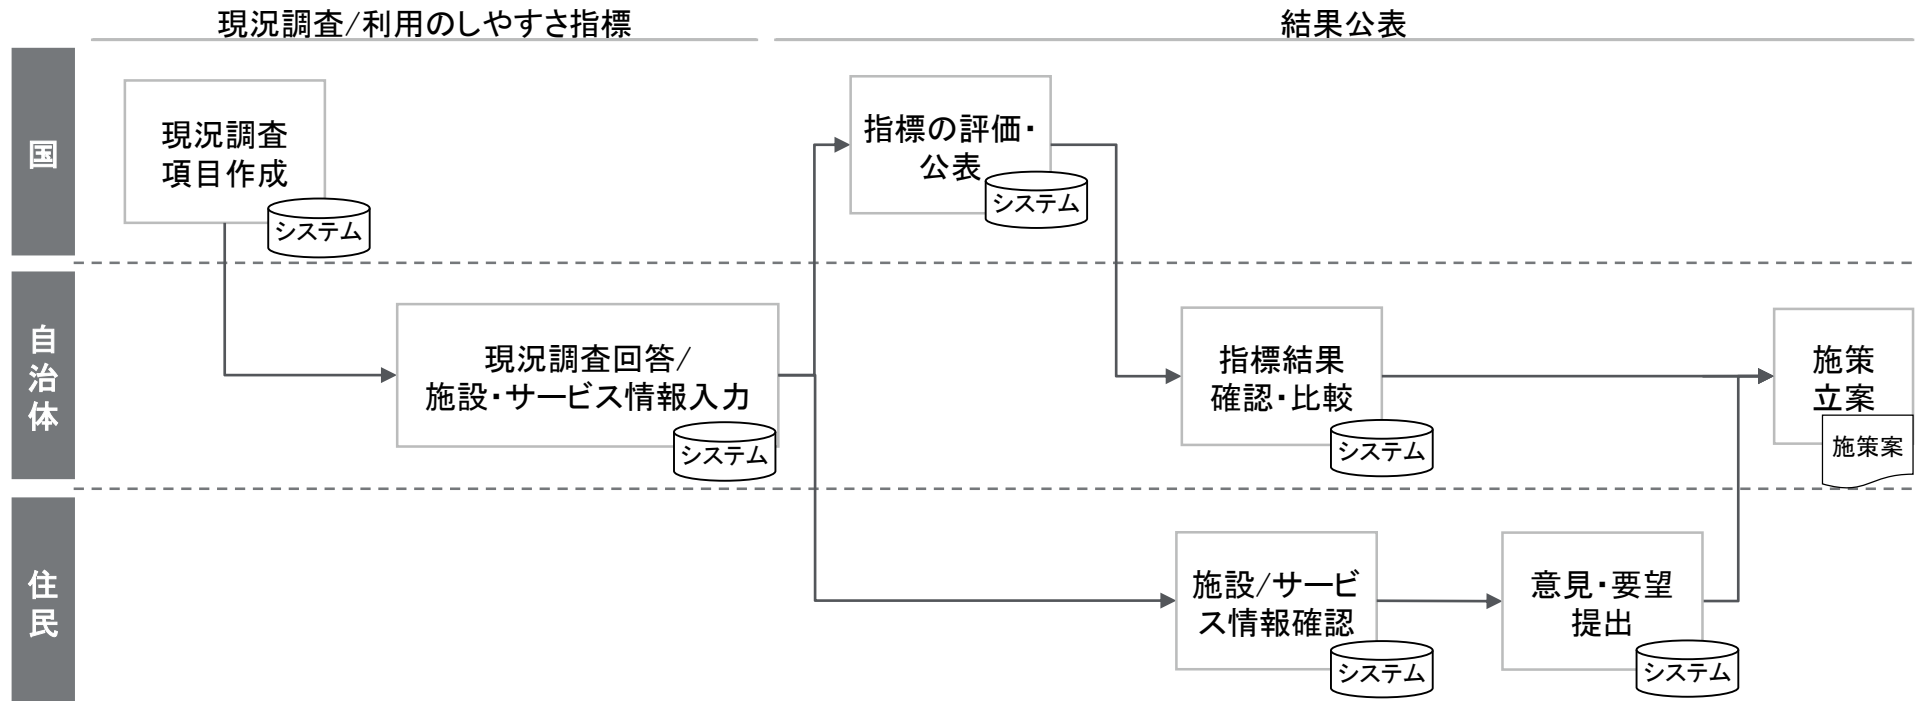 現況調査/利用のしやすさ指標
結果公表
国
現況調査
項目作成
システム
指標の評価・
公表
システム
自治体
現況調査回答/
施設・サービス情報入力
システム
指標結果
確認・比較
システム
施策
立案
施策案
住民
施設/サービ
ス情報確認
システム
意見・要望
提出
システム